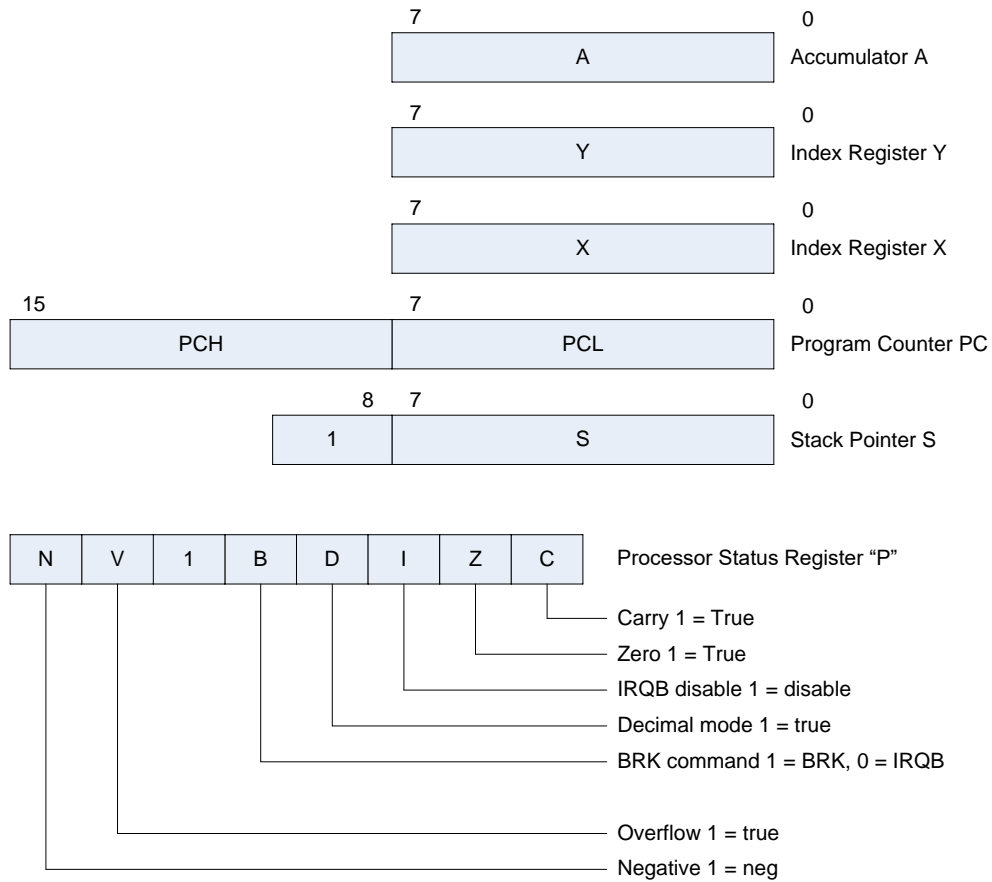 7 0
A Accumulator A
7 0
Y Index Register Y
7 0
X Index Register X
15 7 0
PCH PCL Program Counter PC
8 7 0
1 S Stack Pointer S
N V 1 B D I Z C Processor Status Register “P”
Carry 1 = True
Zero 1 = True
IRQB disable 1 = disable
Decimal mode 1 = true
BRK command 1 = BRK, 0 = IRQB
Overflow 1 = true
Negative 1 = neg